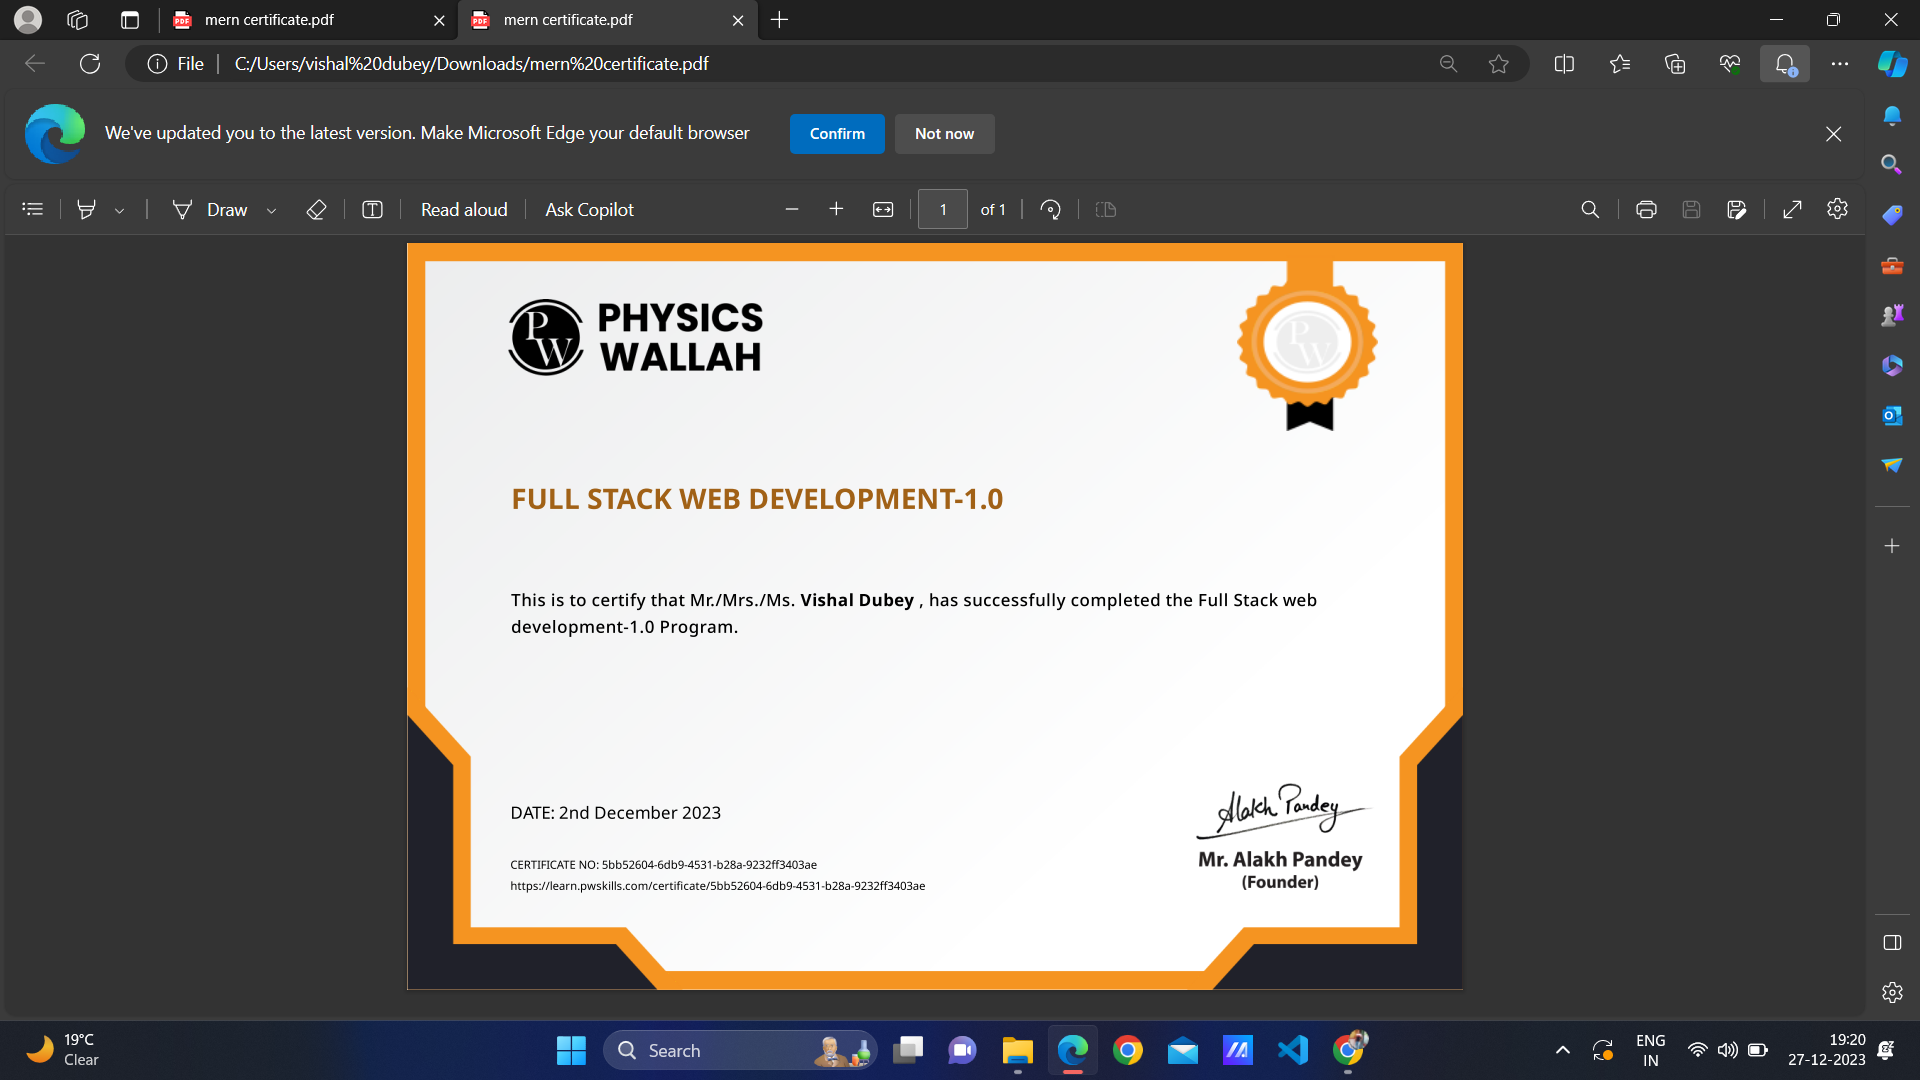 mern certificate.pdf
mern certificate.pdf
File
C:/Users/vishal%20dubey/Downloads/mern%20certificate.pdf
We've updated you to the latest version. Make Microsoft Edge your default browser
Confirm
Not now
Draw
Read aloud
Ask Copilot
1
of 1
PW
PHYSICS
WALLAH
PW
FULL STACK WEB DEVELOPMENT-1.0
This is to certify that Mr./Mrs./Ms. Vishal Dubey , has successfully completed the Full Stack web
development-1.0 Program.
DATE: 2nd December 2023
CERTIFICATE NO: 5bb52604-6db9-4531-b28a-9232ff3403ae
https://learn.pwskills.com/certificate/5bb52604-6db9-4531-b28a-9232ff3403ae
Alakh Pandey
Mr. Alakh Pandey
(Founder)
19°C
Clear
Search
ENG
IN
19:20
27-12-2023